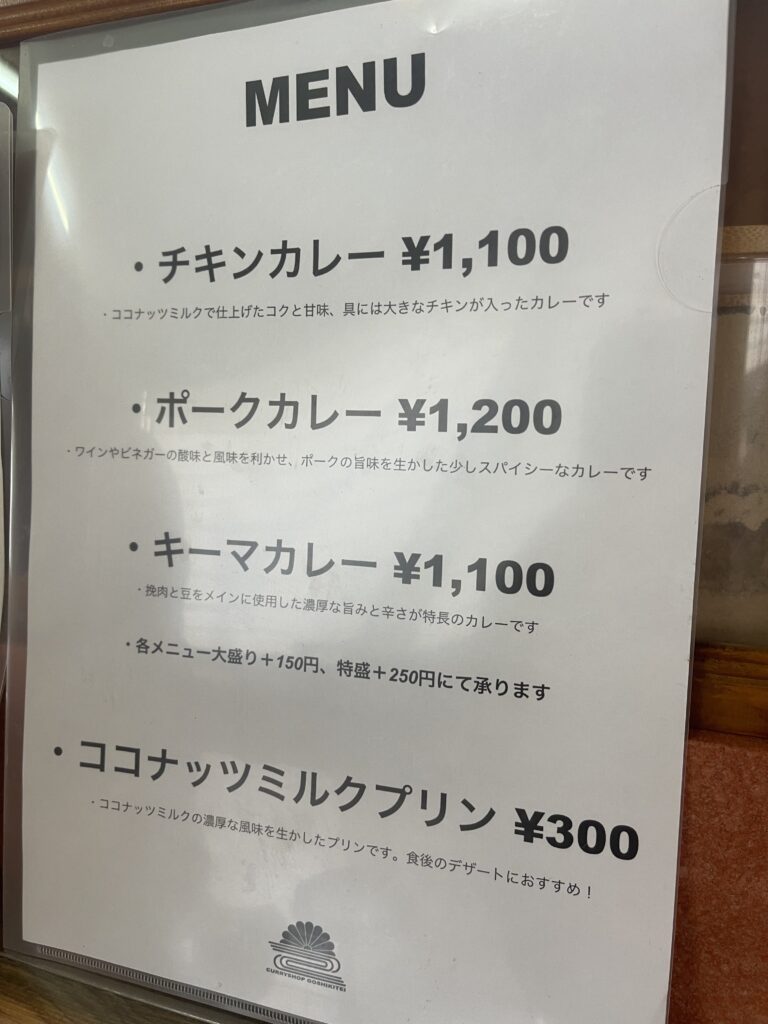 MENU
・チキンカレー ¥1,100
・ココナッツミルクで仕上げたコクと甘味、具には大きなチキンが入ったカレーです
・ポークカレー ¥1,200
・ワインやビネガーの酸味と風味を利かせ、ポークの旨味を生かした少しスパイシーなカレーです
・キーマカレー ¥1,100
・挽肉と豆をメインに使用した濃厚な旨みと辛さが特長のカレーです
・各メニュー大盛り＋150円、特盛＋250円にて承ります
・ココナッツミルクプリン ¥300
・ココナッツミルクの濃厚な風味を生かしたプリンです。食後のデザートにおすすめ！
CURRYSHOP GOSHIKITEI